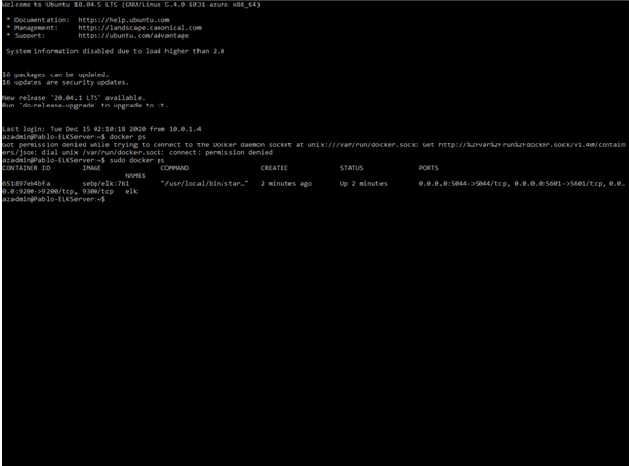 Welcome to Ubuntu 18.04.5 LTS (GNU/Linux 5.4.0-1031-azure x86_64)
* Documentation: https://help.ubuntu.com
* Management: https://landscape.canonical.com
* Support: https://ubuntu.com/advantage
System information disabled due to load higher than 2.0
16 packages can be updated.
16 updates are security updates.
New release '20.04.1 LTS' available.
Run 'do-release-upgrade' to upgrade to it.
Last login: Tue Dec 15 02:10:18 2020 from 10.0.1.4
azadmin@Pablo-ELKServer:~$ docker ps
Got permission denied while trying to connect to the Docker daemon socket at unix:///var/run/docker.sock: Get http://%2Fvar%2Frun%2Fdocker.sock/v1.40/contain
ers/json: dial unix /var/run/docker.sock: connect: permission denied
azadmin@Pablo-ELKServer:~$ sudo docker ps
CONTAINER ID IMAGE COMMAND CREATED STATUS PORTS
NAMES
651897eb4bfa sebp/elk:761 "/usr/local/bin/star…" 2 minutes ago Up 2 minutes 0.0.0.0:5044->5044/tcp, 0.0.0.0:5601->5601/tcp, 0.0.
0.0:9200->9200/tcp, 9300/tcp elk
azadmin@Pablo-ELKServer:~$